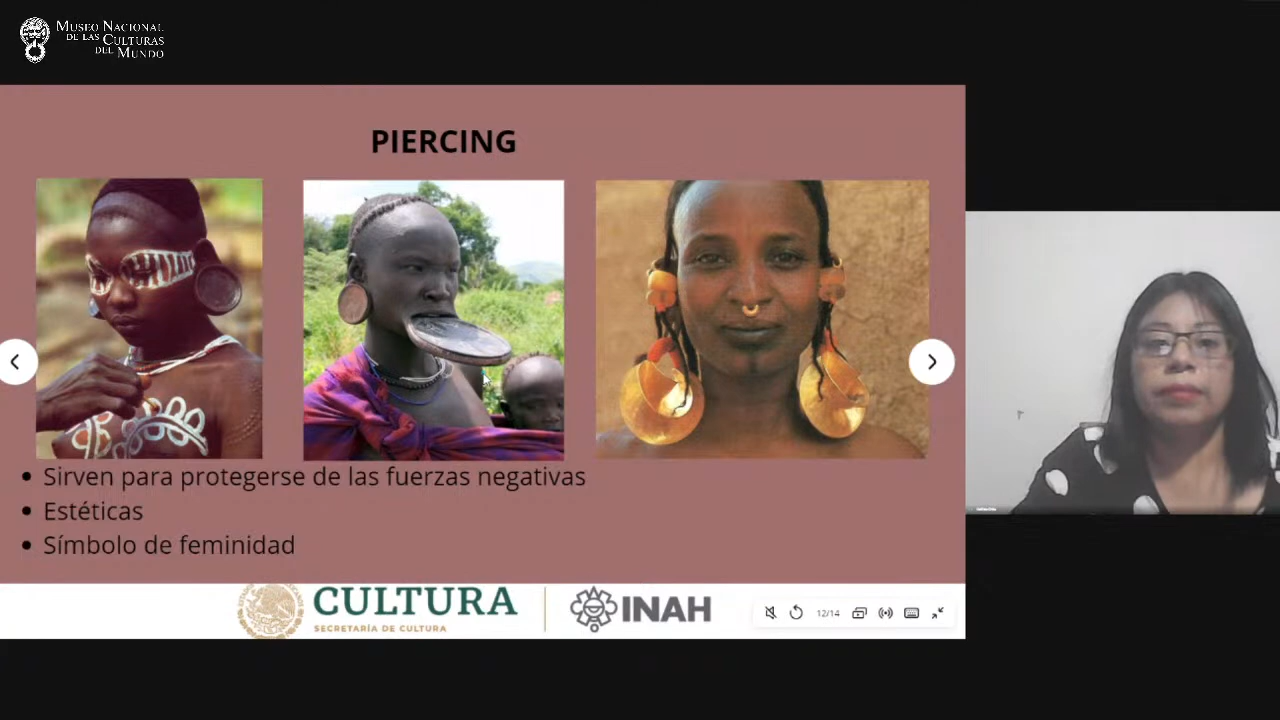 MUSEO NACIONAL
DE LAS CULTURAS
DEL MUNDO
PIERCING
Sirven para protegerse de las fuerzas negativas
Estéticas
Símbolo de feminidad
CULTURA
SECRETARÍA DE CULTURA
INAH
12/14